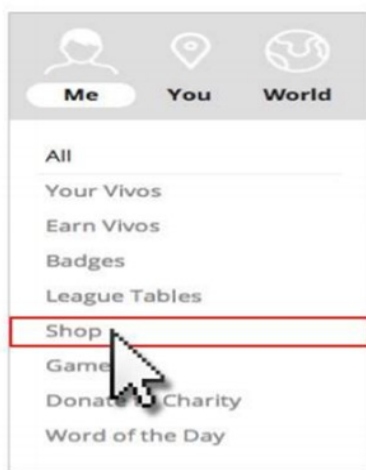 Me You World
All
Your Vivos
Earn Vivos
Badges
League Tables
Shop
Game
Donate to Charity
Word of the Day